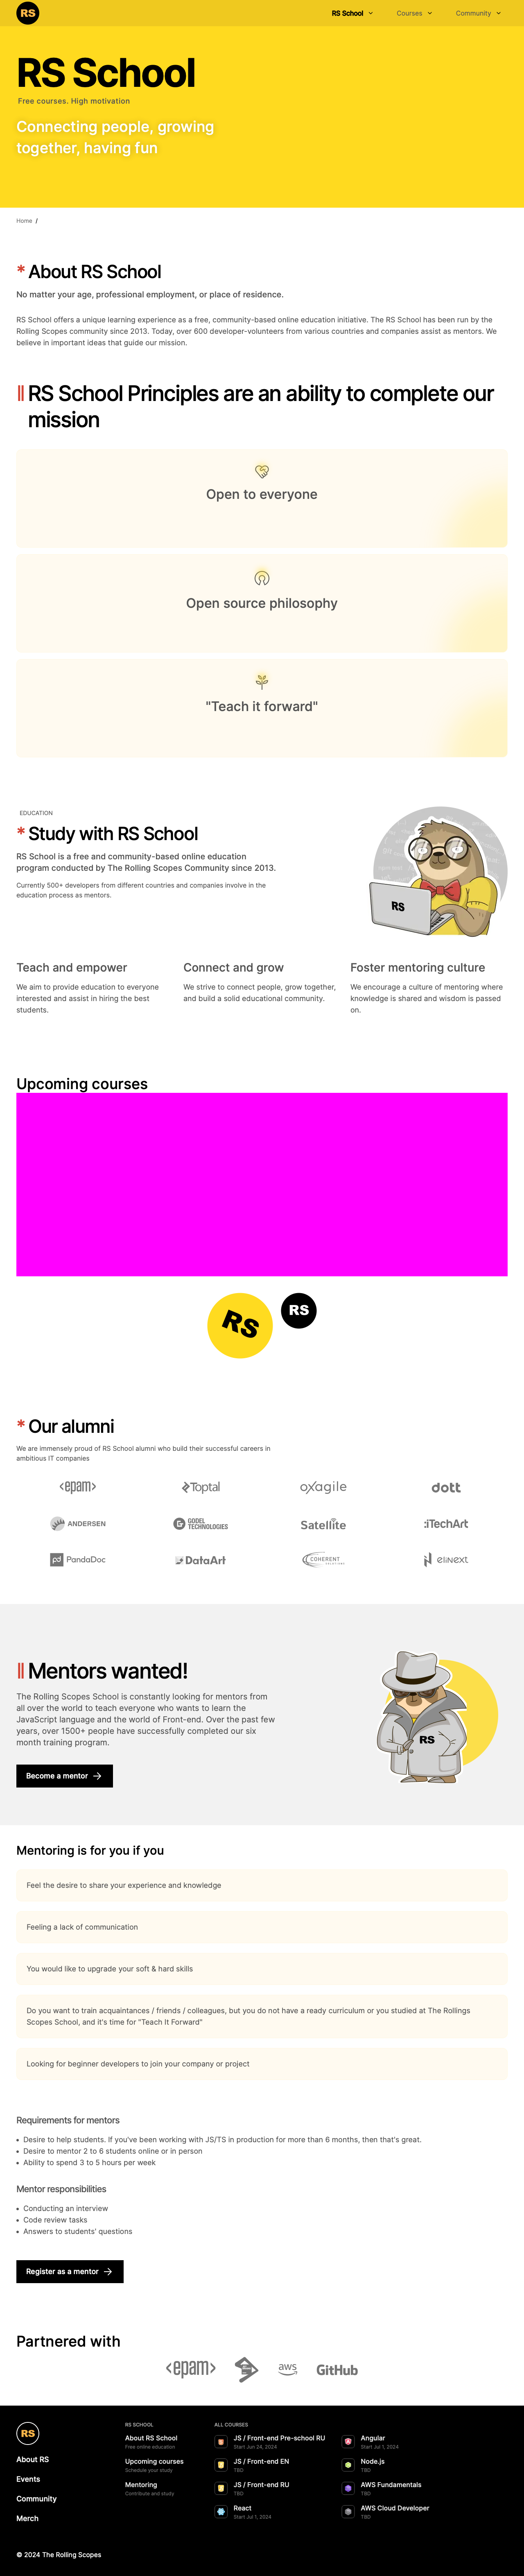 RS
RS School
Courses
Community
RS School
Free courses. High motivation
Connecting people, growing
together, having fun
Home /
* About RS School
No matter your age, professional employment, or place of residence.
RS School offers a unique learning experience as a free, community-based online education initiative. The RS School has been run by the
Rolling Scopes community since 2013. Today, over 600 developer-volunteers from various countries and companies assist as mentors. We
believe in important ideas that guide our mission.
RS School Principles are an ability to complete our
mission
Open to everyone
Open source philosophy
"Teach it forward"
EDUCATION
* Study with RS School
RS School is a free and community-based online education
program conducted by The Rolling Scopes Community since 2013.
Currently 500+ developers from different countries and companies involve in the
education process as mentors.
RS
Teach and empower
We aim to provide education to everyone
interested and assist in hiring the best
students.
Connect and grow
We strive to connect people, grow together,
and build a solid educational community.
Foster mentoring culture
We encourage a culture of mentoring where
knowledge is shared and wisdom is passed
on.
Upcoming courses
RS
RS
* Our alumni
We are immensely proud of RS School alumni who build their successful careers in
ambitious IT companies
<epam>
Toptal
oxagile
dott
ANDERSEN
GODEL
TECHNOLOGIES
Satellite
:iTechArt
pd PandaDoc
DataArt
COHERENT
SOLUTIONS
elinext
Mentors wanted!
The Rolling Scopes School is constantly looking for mentors from
all over the world to teach everyone who wants to learn the
JavaScript language and the world of Front-end. Over the past few
years, over 1500+ people have successfully completed our six
month training program.
Become a mentor
RS
Mentoring is for you if you
Feel the desire to share your experience and knowledge
Feeling a lack of communication
You would like to upgrade your soft & hard skills
Do you want to train acquaintances / friends / colleagues, but you do not have a ready curriculum or you studied at The Rollings
Scopes School, and it's time for "Teach It Forward"
Looking for beginner developers to join your company or project
Requirements for mentors
• Desire to help students. If you've been working with JS/TS in production for more than 6 months, then that's great.
• Desire to mentor 2 to 6 students online or in person
• Ability to spend 3 to 5 hours per week
Mentor responsibilities
• Conducting an interview
• Code review tasks
• Answers to students' questions
Register as a mentor
Partnered with
<epam>
aws
GitHub
RS
About RS
Events
Community
Merch
RS SCHOOL
About RS School
Free online education
Upcoming courses
Schedule your study
Mentoring
Contribute and study
ALL COURSES
JS / Front-end Pre-school RU
Start Jun 24, 2024
JS / Front-end EN
TBD
JS / Front-end RU
TBD
React
Start Jul 1, 2024
Angular
Start Jul 1, 2024
Node.js
TBD
AWS Fundamentals
TBD
AWS Cloud Developer
TBD
© 2024 The Rolling Scopes